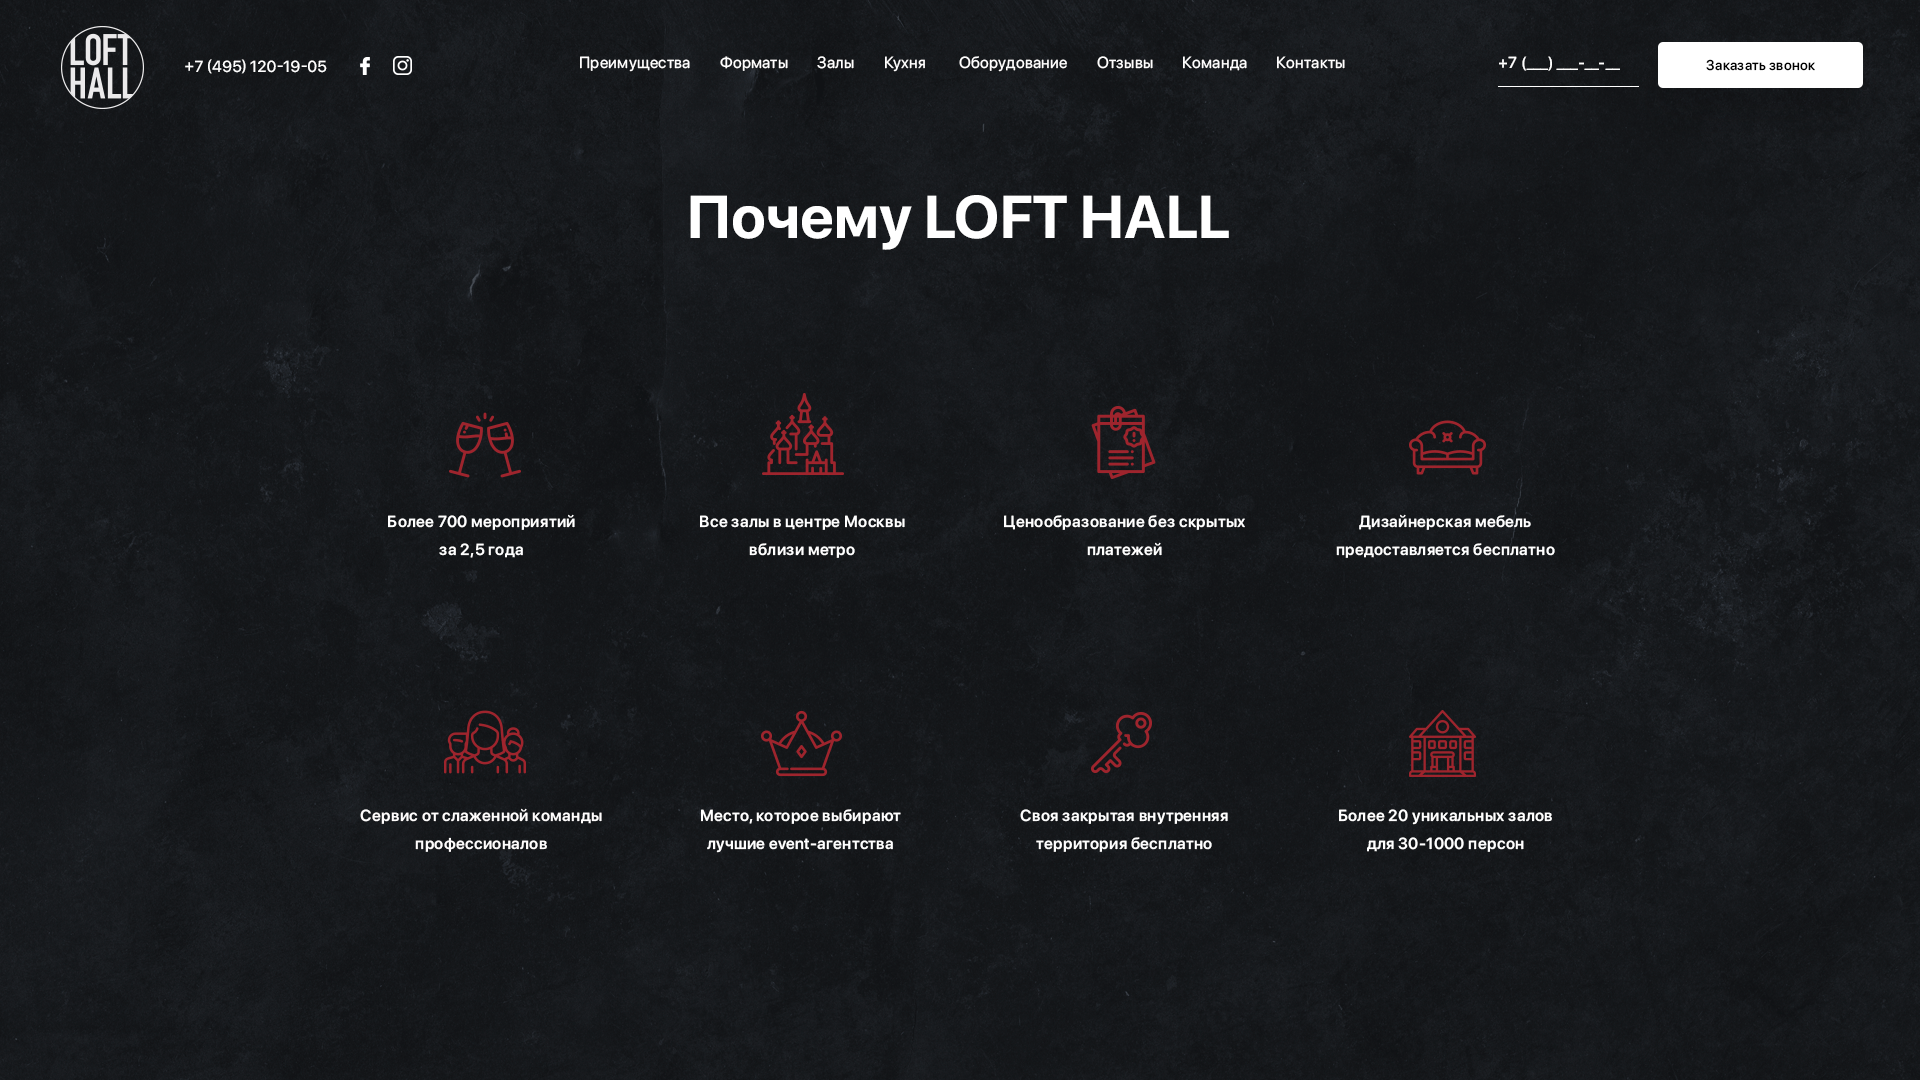 LOFT
HALL
+7 (495) 120-19-05
Преимущества
Форматы
Залы
Кухня
Оборудование
Отзывы
Команда
Контакты
+7 (___) ___-__-__
Заказать звонок
Почему LOFT HALL
Более 700 мероприятий
за 2,5 года
Все залы в центре Москвы
вблизи метро
Ценообразование без скрытых
платежей
Дизайнерская мебель
предоставляется бесплатно
Сервис от слаженной команды
профессионалов
Место, которое выбирают
лучшие event-агентства
Своя закрытая внутренняя
территория бесплатно
Более 20 уникальных залов
для 30-1000 персон